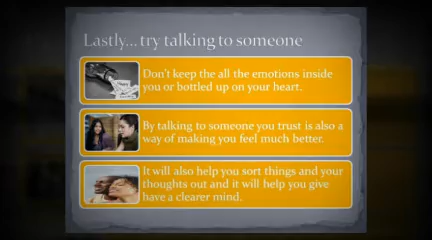 Lastly... try talking to someone
Don't keep the all the emotions inside
you or bottled up on your heart.
By talking to someone you trust is also a
way of making you feel much better.
It will also help you sort things and your
thoughts out and it will help you give
have a clearer mind.